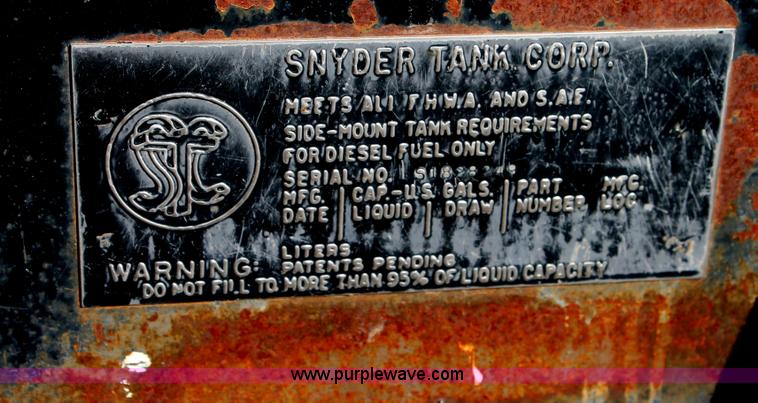 SNYDER TANK CORP.
MEETS ALL F.H.W.A. AND S.A.E.
SIDE-MOUNT TANK REQUIREMENTS
FOR DIESEL FUEL ONLY
SERIAL NO.
MFG. DATE CAP.-U.S. GALS. LIQUID DRAW PART NUMBER MFG.
LITERS
PATENTS PENDING
WARNING:
DO NOT FILL TO MORE THAN 95% OF LIQUID CAPACITY
www.purplewave.com